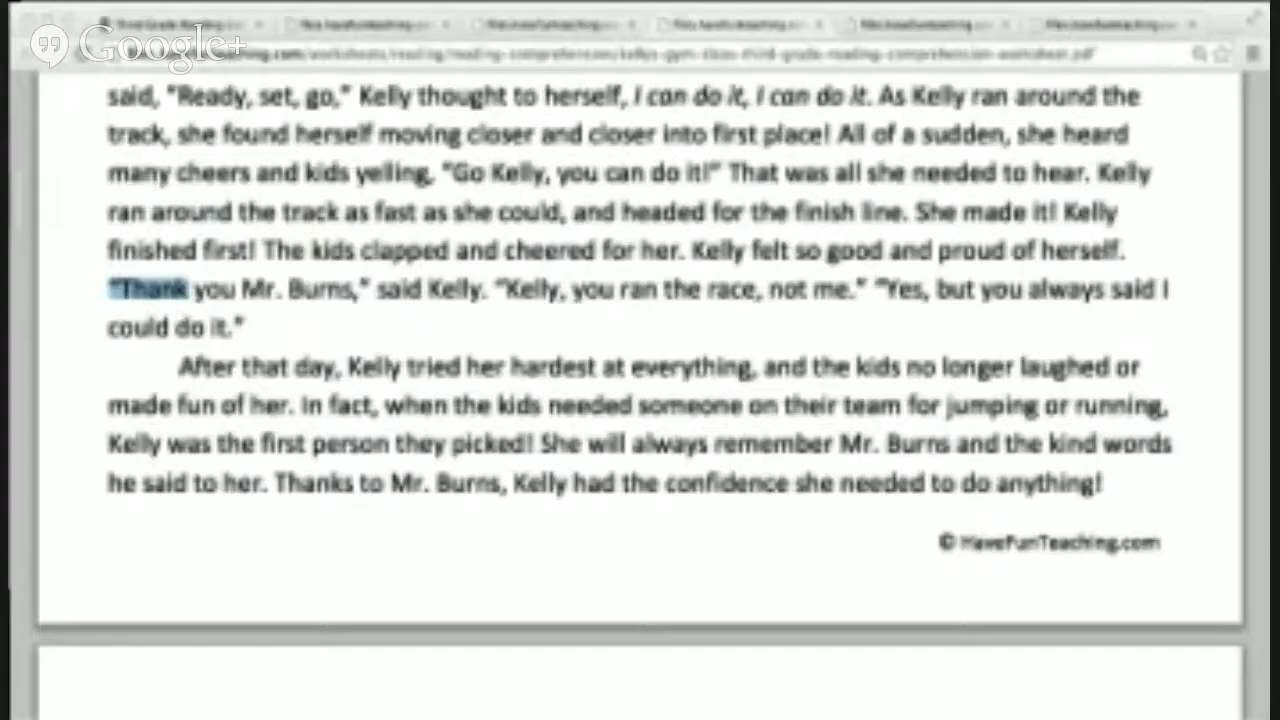 Google+
said, "Ready, set, go," Kelly thought to herself, I can do it, I can do it. As Kelly ran around the
track, she found herself moving closer and closer into first place! All of a sudden, she heard
many cheers and kids yelling, "Go Kelly, you can do it!" That was all she needed to hear. Kelly
ran around the track as fast as she could, and headed for the finish line. She made it! Kelly
finished first! The kids clapped and cheered for her. Kelly felt so good and proud of herself.
"Thank you Mr. Burns," said Kelly. "Kelly, you ran the race, not me." "Yes, but you always said I
could do it."
After that day, Kelly tried her hardest at everything, and the kids no longer laughed or
made fun of her. In fact, when the kids needed someone on their team for jumping or running,
Kelly was the first person they picked! She will always remember Mr. Burns and the kind words
he said to her. Thanks to Mr. Burns, Kelly had the confidence she needed to do anything!
© HaveFunTeaching.com